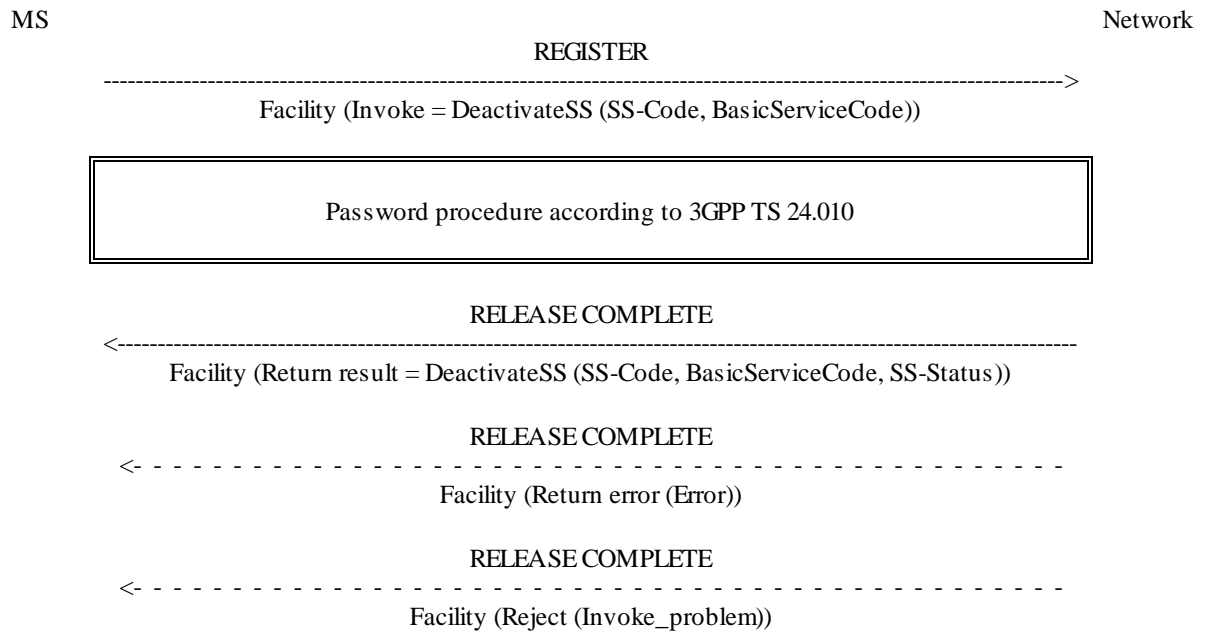 MS Network
REGISTER
Facility (Invoke = DeactivateSS (SS-Code, BasicServiceCode))
Password procedure according to 3GPP TS 24.010
RELEASE COMPLETE
Facility (Return result = DeactivateSS (SS-Code, BasicServiceCode, SS-Status))
RELEASE COMPLETE
Facility (Return error (Error))
RELEASE COMPLETE
Facility (Reject (Invoke_problem))